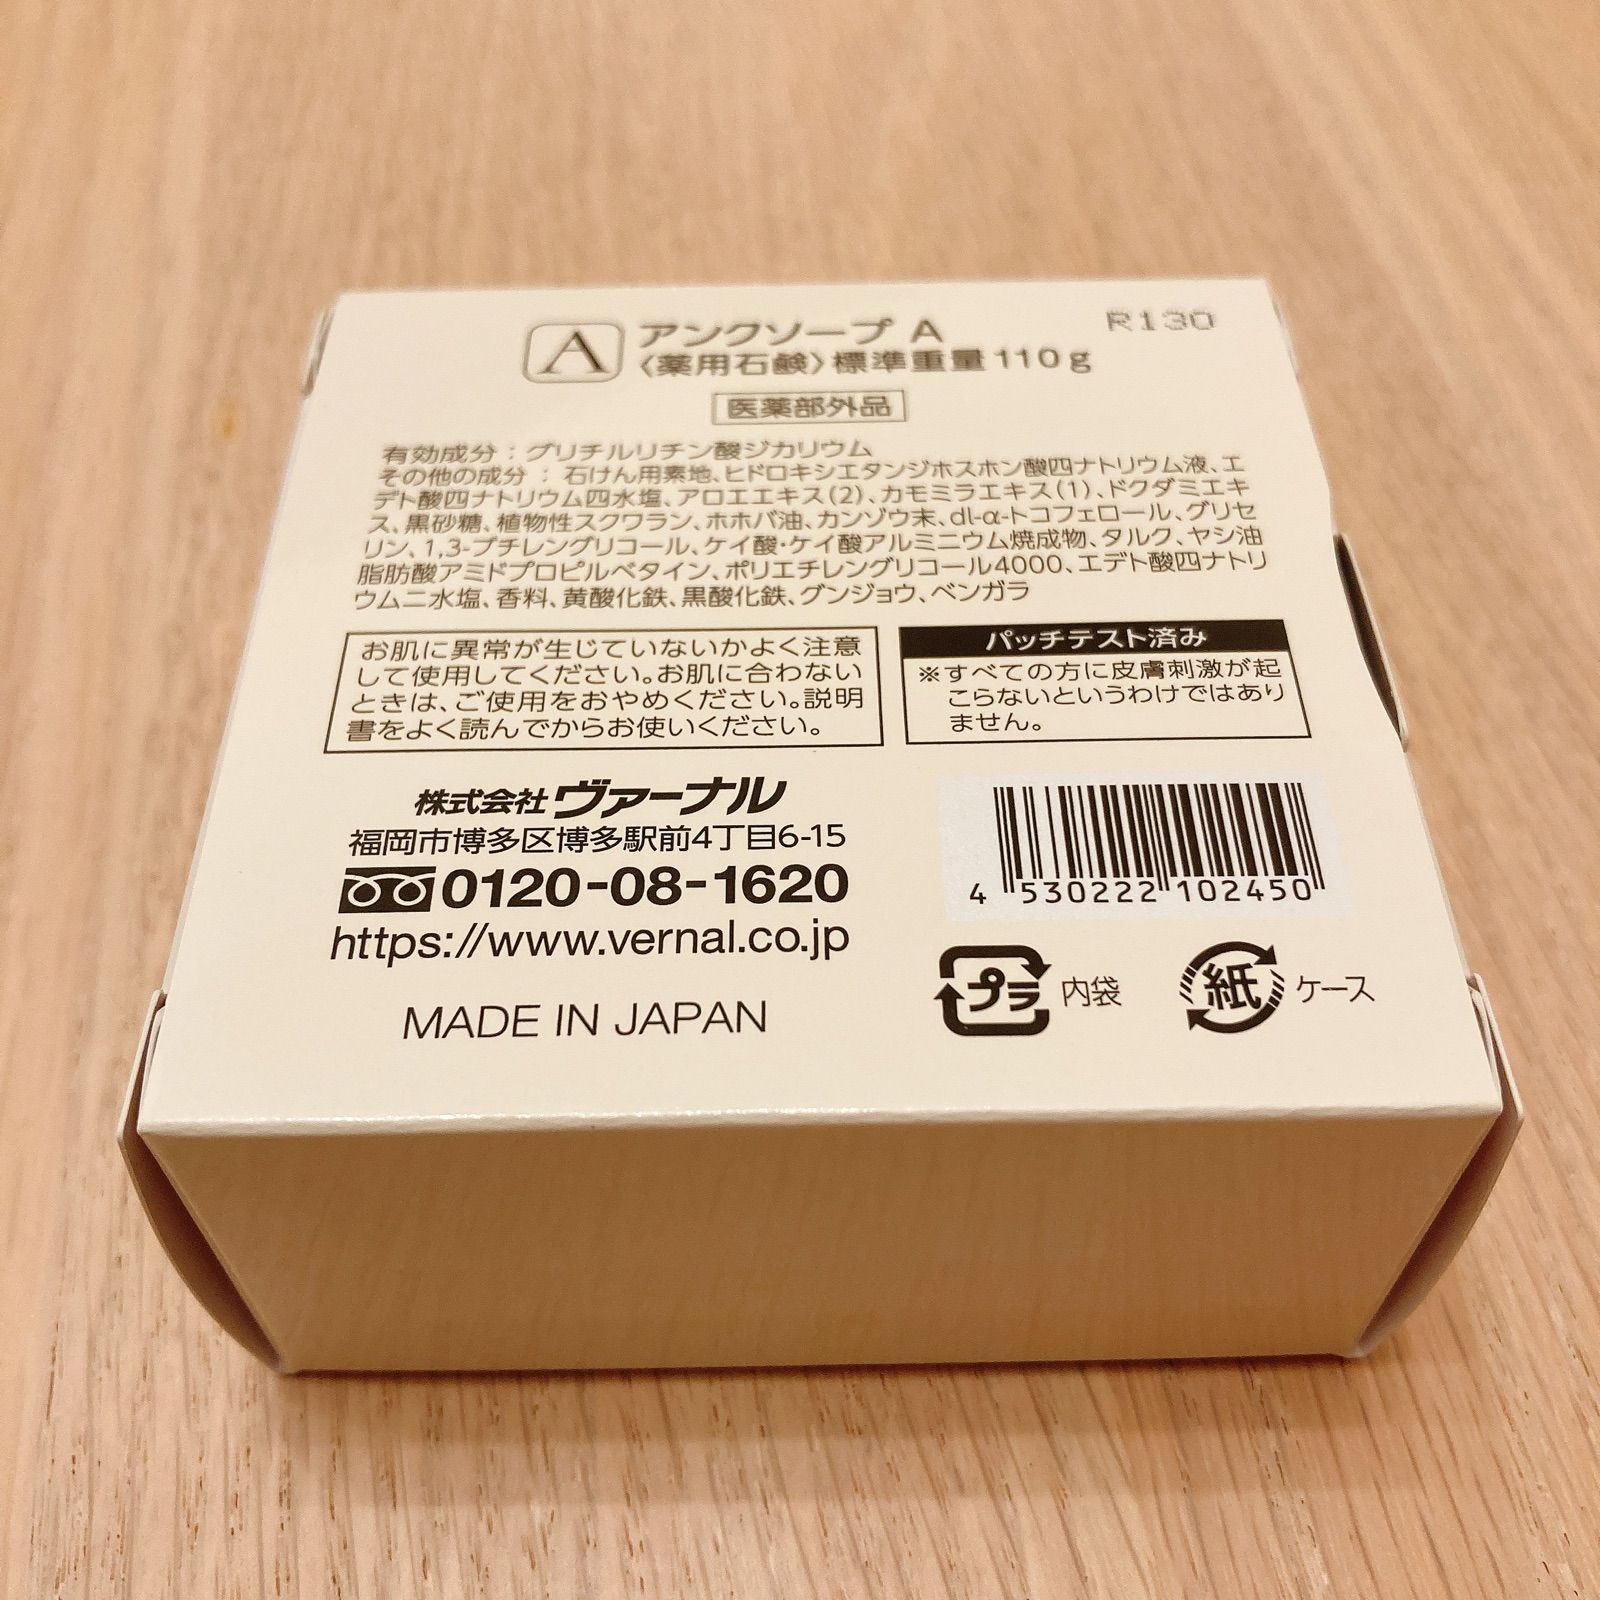 R130
A
アンクソープ A
〈薬用石鹸〉標準重量110g
医薬部外品
有効成分：グリチルリチン酸ジカリウム
その他の成分：石けん用素地、ヒドロキシエタンジホスホン酸四ナトリウム液、エ
デト酸四ナトリウム四水塩、アロエエキス(2)、カモミラエキス(1)、ドクダミエキ
ス、黒砂糖、植物性スクワラン、ホホバ油、カンゾウ末、dl-α-トコフェロール、グリセ
リン、1,3-ブチレングリコール、ケイ酸・ケイ酸アルミニウム焼成物、タルク、ヤシ油
脂肪酸アミドプロピルベタイン、ポリエチレングリコール4000、エデト酸四ナトリ
ウム二水塩、香料、黄酸化鉄、黒酸化鉄、グンジョウ、ベンガラ
お肌に異常が生じていないかよく注意
して使用してください。お肌に合わない
ときは、ご使用をおやめください。説明
書をよく読んでからお使いください。
パッチテスト済み
※すべての方に皮膚刺激が起
こらないというわけではあり
ません。
株式会社ヴァーナル
福岡市博多区博多駅前4丁目6-15
0120-08-1620
https://www.vernal.co.jp
MADE IN JAPAN
4 530222 102450
プラ 内袋
紙 ケース